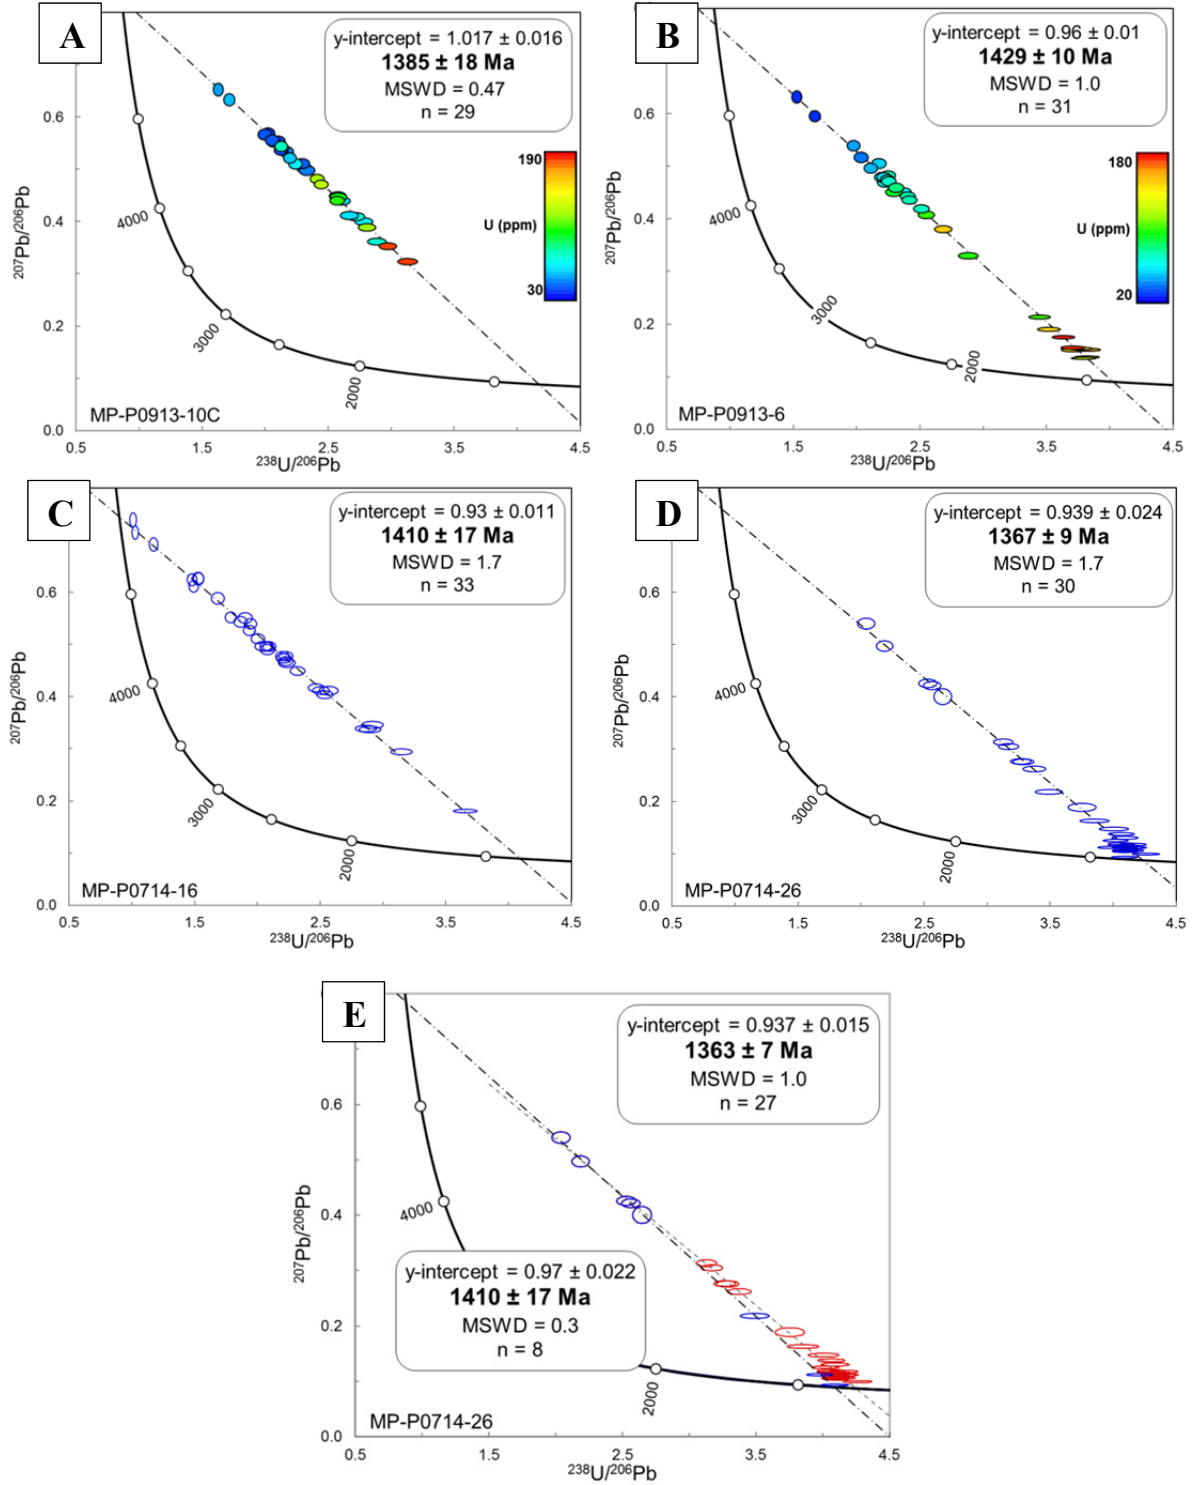 A
y-intercept = 1.017 ± 0.016
1385 ± 18 Ma
MSWD = 0.47
n = 29
190
U (ppm)
30
0.6
0.4
0.2
0.0
207Pb/206Pb
4000
3000
2000
MP-P0913-10C
0.5 1.5 2.5 3.5 4.5
238U/206Pb
B
y-intercept = 0.96 ± 0.01
1429 ± 10 Ma
MSWD = 1.0
n = 31
180
U (ppm)
20
0.6
0.4
0.2
0.0
207Pb/206Pb
4000
3000
2000
MP-P0913-6
0.5 1.5 2.5 3.5 4.5
238U/206Pb
C
y-intercept = 0.93 ± 0.011
1410 ± 17 Ma
MSWD = 1.7
n = 33
0.6
0.4
0.2
0.0
207Pb/206Pb
4000
3000
2000
MP-P0714-16
0.5 1.5 2.5 3.5 4.5
238U/206Pb
D
y-intercept = 0.939 ± 0.024
1367 ± 9 Ma
MSWD = 1.7
n = 30
0.6
0.4
0.2
0.0
207Pb/206Pb
4000
3000
2000
MP-P0714-26
0.5 1.5 2.5 3.5 4.5
238U/206Pb
E
y-intercept = 0.937 ± 0.015
1363 ± 7 Ma
MSWD = 1.0
n = 27
0.6
0.4
0.2
0.0
207Pb/206Pb
4000
y-intercept = 0.97 ± 0.022
1410 ± 17 Ma
MSWD = 0.3
n = 8
2000
MP-P0714-26
0.5 1.5 2.5 3.5 4.5
238U/206Pb